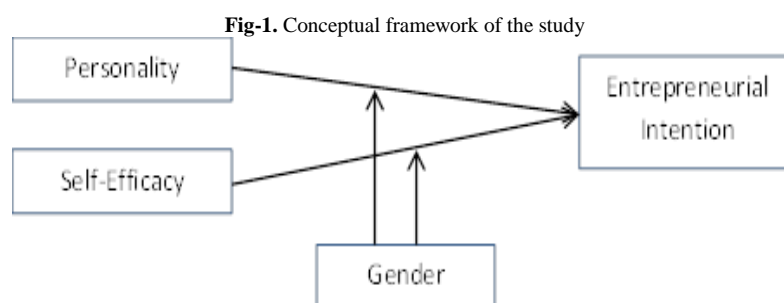 Fig-1. Conceptual framework of the study
Personality
Entrepreneurial
Intention
Self-Efficacy
Gender